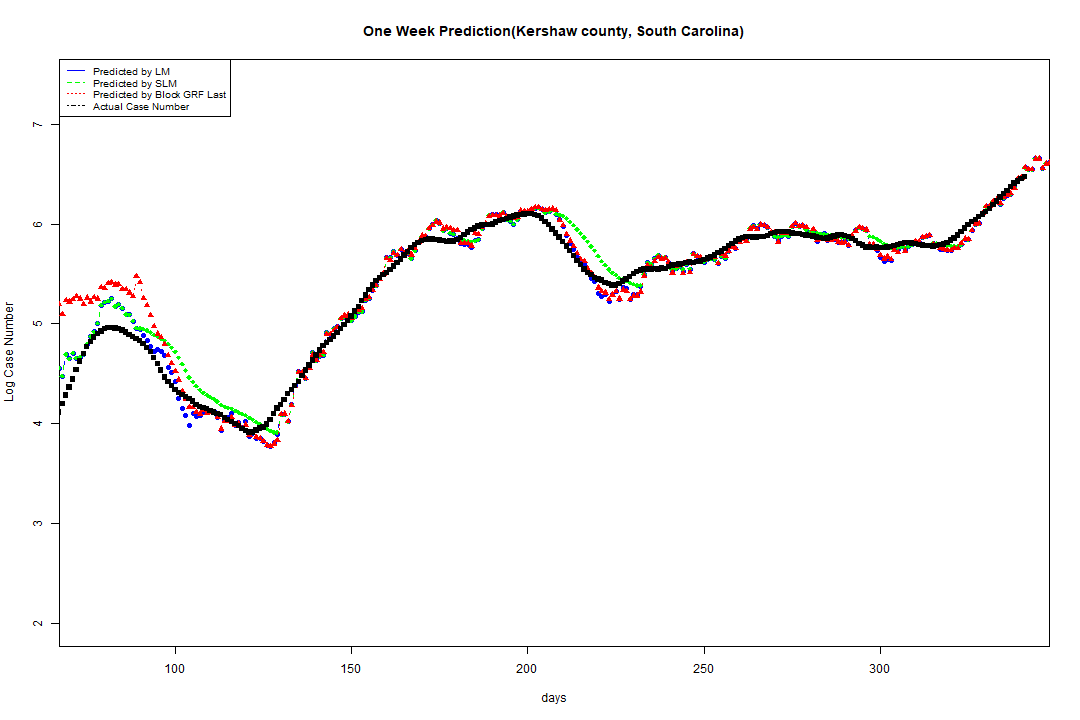 One Week Prediction(Kershaw county, South Carolina)
Predicted by LM
Predicted by SLM
Predicted by Block GRF Last
Actual Case Number
7
6
5
4
3
2
Log Case Number
100 150 200 250 300
days